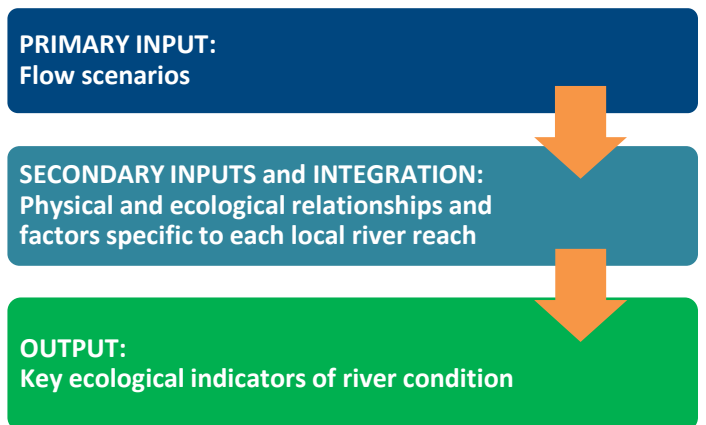 PRIMARY INPUT:
Flow scenarios
SECONDARY INPUTS and INTEGRATION:
Physical and ecological relationships and
factors specific to each local river reach
OUTPUT:
Key ecological indicators of river condition